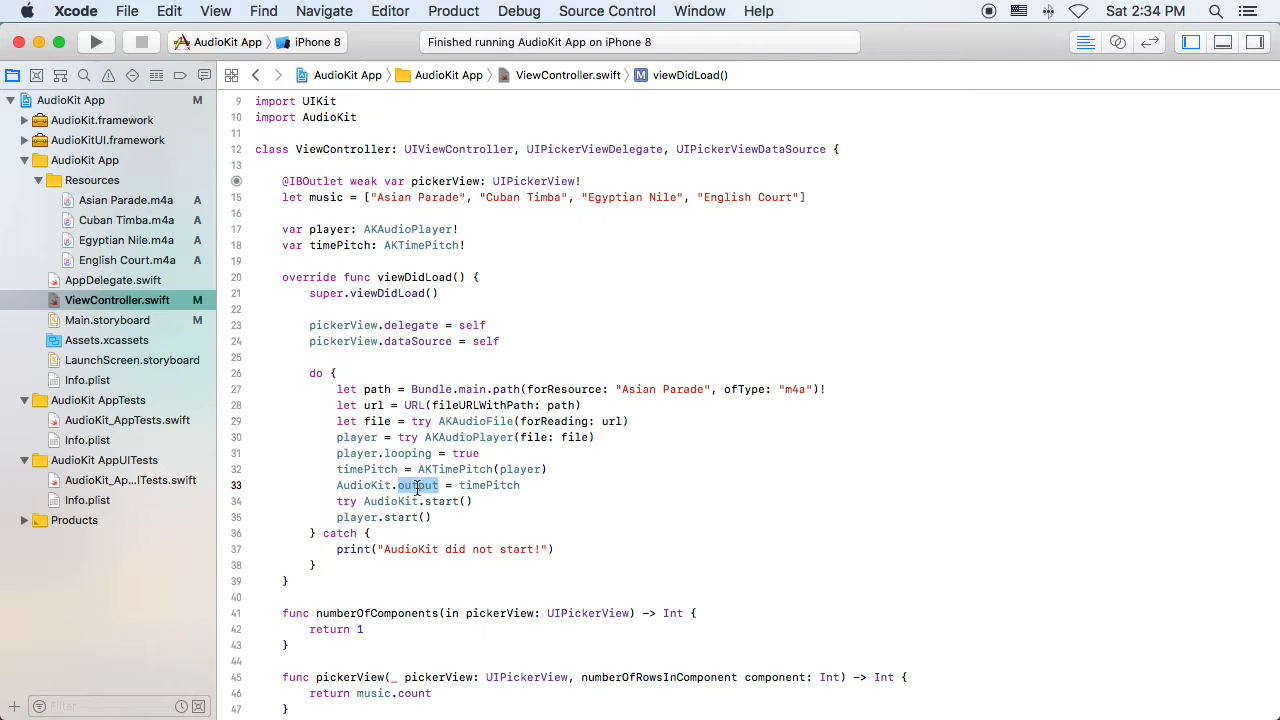 Xcode File Edit View Find Navigate Editor Product Debug Source Control Window Help Sat 2:34 PM
AudioKit App iPhone 8 Finished running AudioKit App on iPhone 8
AudioKit App AudioKit App ViewController.swift viewDidLoad()
AudioKit App M
AudioKit.framework
AudioKitUI.framework
AudioKit App
Resources
Asian Parade.m4a A
Cuban Timba.m4a A
Egyptian Nile.m4a A
English Court.m4a A
AppDelegate.swift
ViewController.swift M
Main.storyboard M
Assets.xcassets
LaunchScreen.storyboard
Info.plist
AudioKit AppTests
AudioKit_AppTests.swift
Info.plist
AudioKit AppUITests
AudioKit_Ap...ITests.swift
Info.plist
Products
Filter
9 import UIKit
10 import AudioKit
11
12 class ViewController: UIViewController, UIPickerViewDelegate, UIPickerViewDataSource {
13
@IBOutlet weak var pickerView: UIPickerView!
15 let music = ["Asian Parade", "Cuban Timba", "Egyptian Nile", "English Court"]
16
17 var player: AKAudioPlayer!
18 var timePitch: AKTimePitch!
19
20 override func viewDidLoad() {
21 super.viewDidLoad()
22
23 pickerView.delegate = self
24 pickerView.dataSource = self
25
26 do {
27 let path = Bundle.main.path(forResource: "Asian Parade", ofType: "m4a")!
28 let url = URL(fileURLWithPath: path)
29 let file = try AKAudioFile(forReading: url)
30 player = try AKAudioPlayer(file: file)
31 player.looping = true
32 timePitch = AKTimePitch(player)
33 AudioKit.output = timePitch
34 try AudioKit.start()
35 player.start()
36 } catch {
37 print("AudioKit did not start!")
38 }
39 }
40
41 func numberOfComponents(in pickerView: UIPickerView) -> Int {
42 return 1
43 }
44
45 func pickerView(_ pickerView: UIPickerView, numberOfRowsInComponent component: Int) -> Int {
46 return music.count
47 }